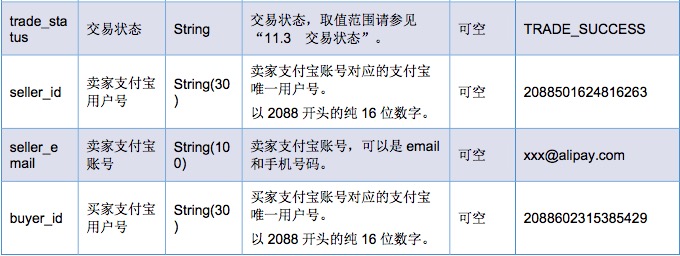 trade_sta
tus
交易状态
String
交易状态，取值范围请参见
“11.3 交易状态”。
可空
TRADE_SUCCESS
seller_id
卖家支付宝
用户号
String(30
)
卖家支付宝账号对应的支付宝
唯一用户号。
以 2088 开头的纯 16 位数字。
可空
2088501624816263
seller_e
mail
卖家支付宝
账号
String(10
0)
卖家支付宝账号，可以是 email
和手机号码。
可空
xxx@alipay.com
buyer_id
买家支付宝
用户号
String(30
)
买家支付宝账号对应的支付宝
唯一用户号。
以 2088 开头的纯 16 位数字。
可空
2088602315385429